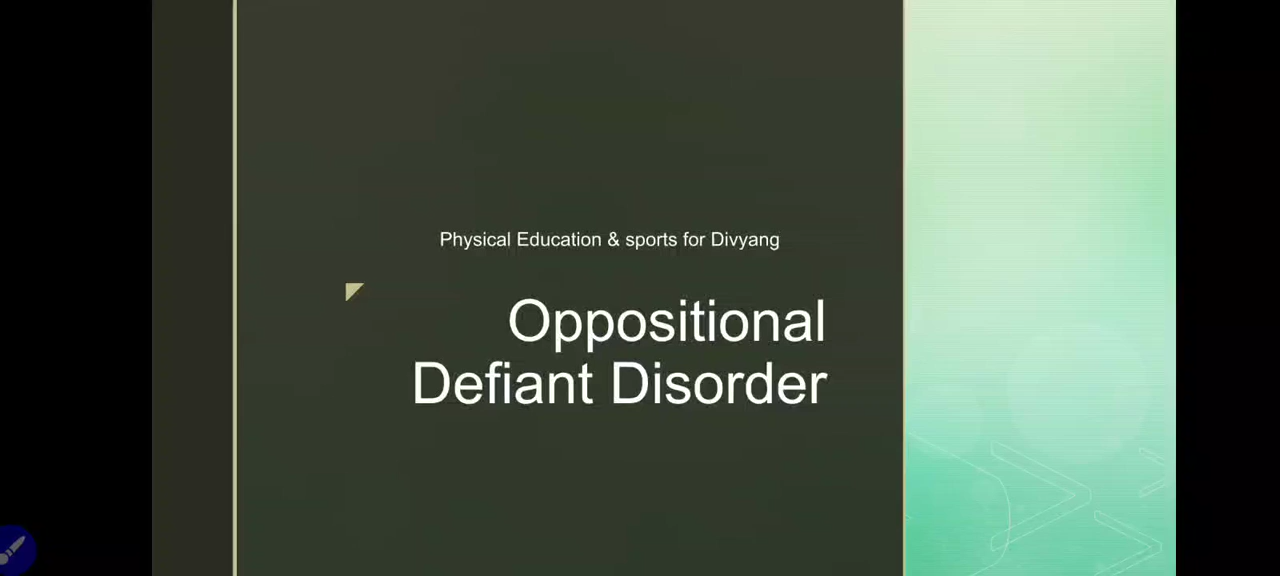 Physical Education & sports for Divyang
Oppositional
Defiant Disorder